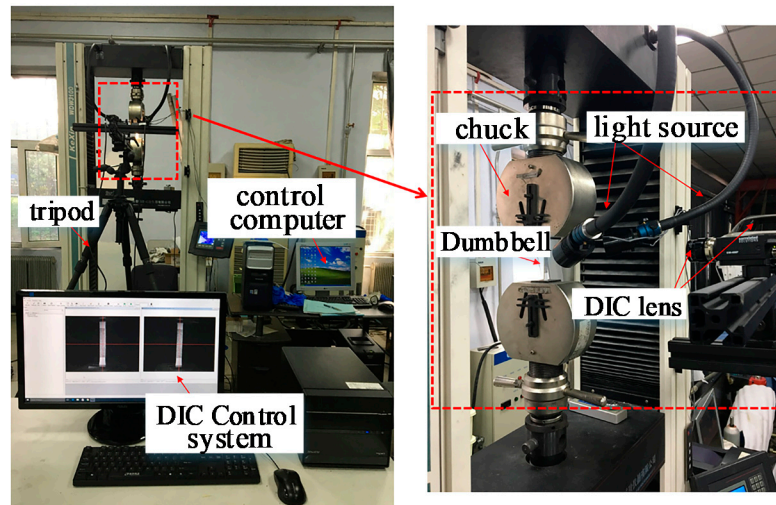 tripod
control
computer
DIC Control
system
chuck
light source
Dumbbell
DIC lens